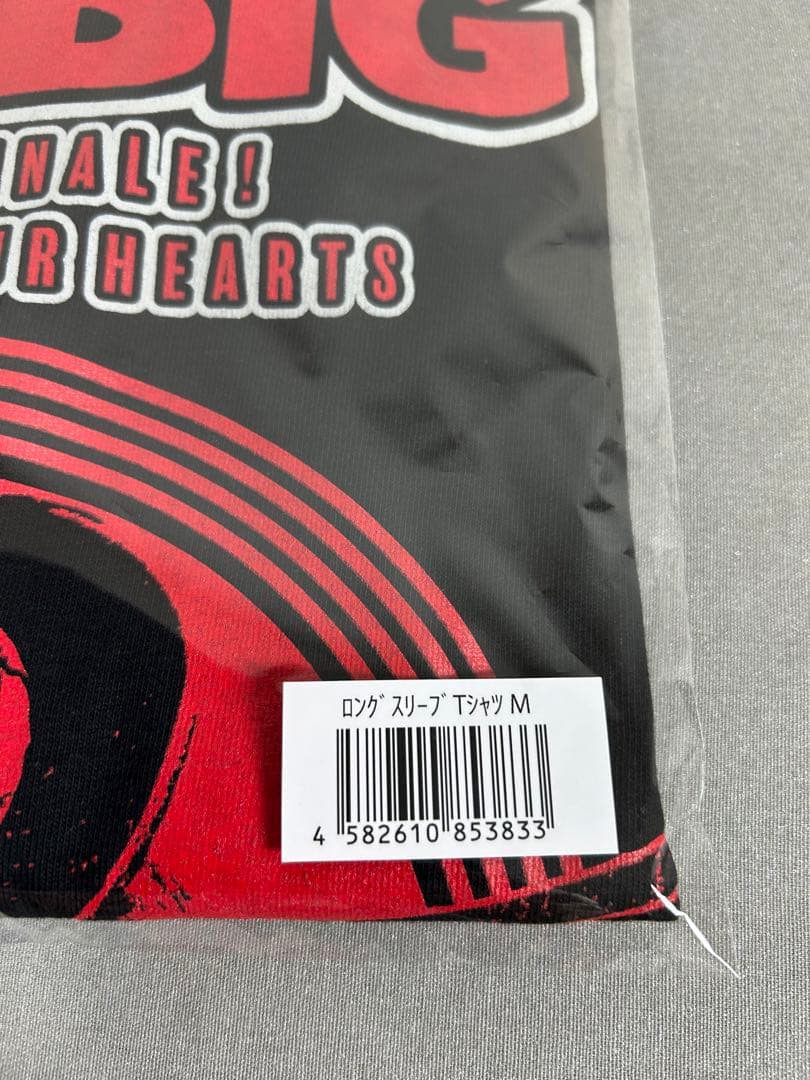 BIG
NALE!
R HEARTS
ﾛﾝｸﾞｽﾘｰﾌﾞTｼｬﾂ M
4 582610 853833